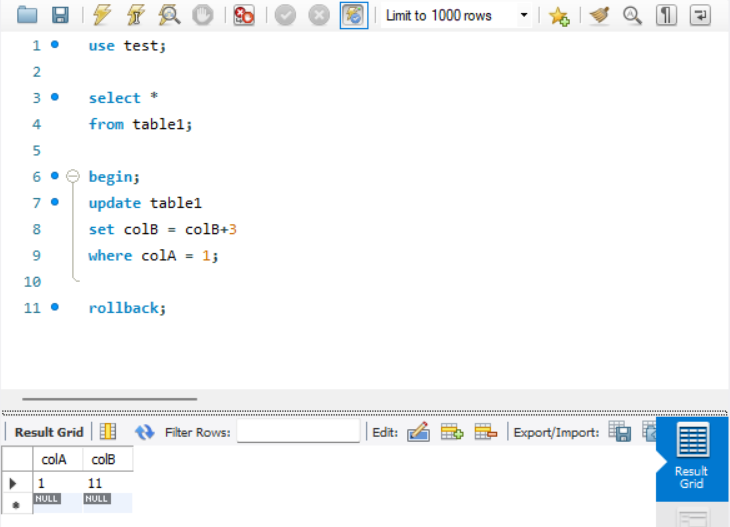 Limit to 1000 rows
1 use test;
2
3 select *
4 from table1;
5
6 begin;
7 update table1
8 set colB = colB+3
9 where colA = 1;
10
11 rollback;
Result Grid Filter Rows: Edit: Export/Import:
colA colB
1 11
NULL NULL
Result
Grid